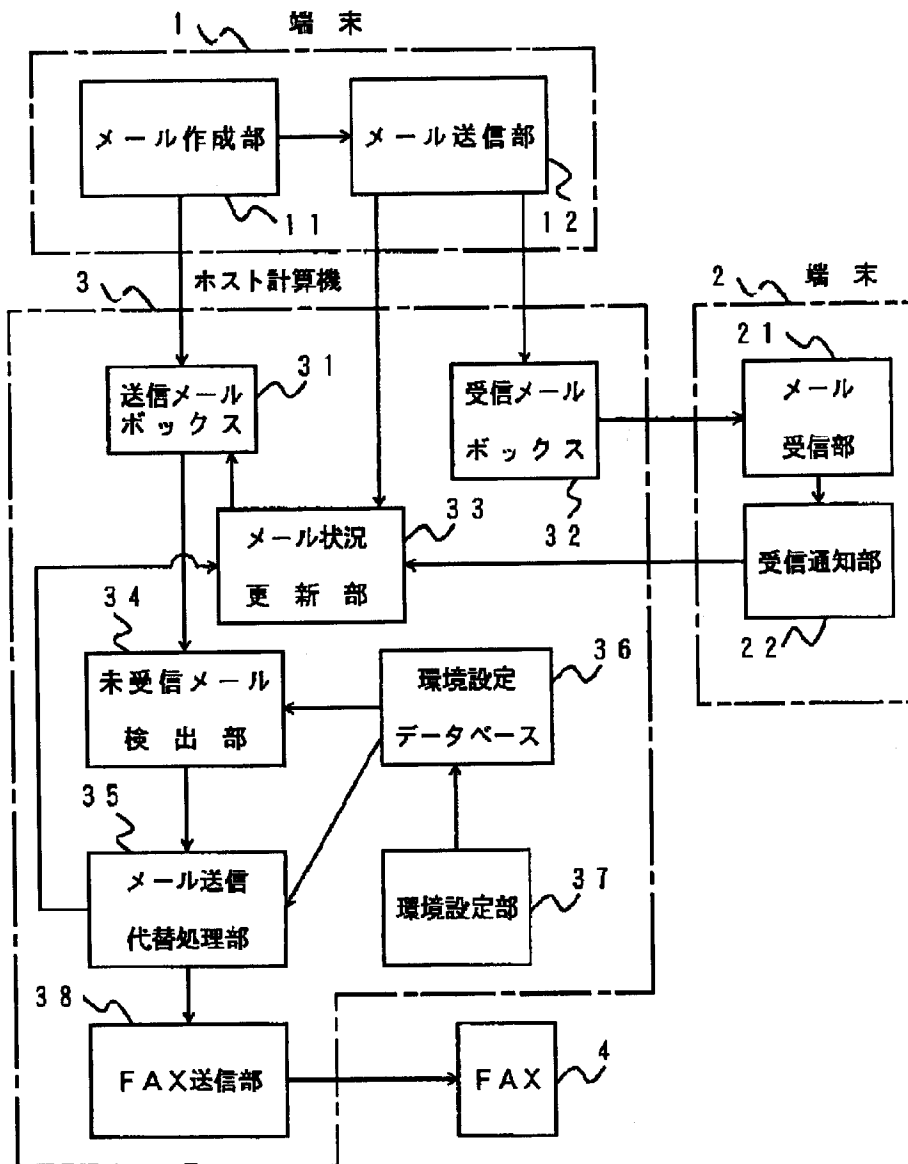 1 端末
メール作成部
メール送信部
11
12
3 ホスト計算機
2 端末
送信メール
ボックス
31
受信メール
ボックス
32
21
メール
受信部
メール状況
更新部
33
受信通知部
22
34
未受信メール
検出部
環境設定
データベース
36
35
メール送信
代替処理部
環境設定部
37
38
FAX送信部
FAX
4